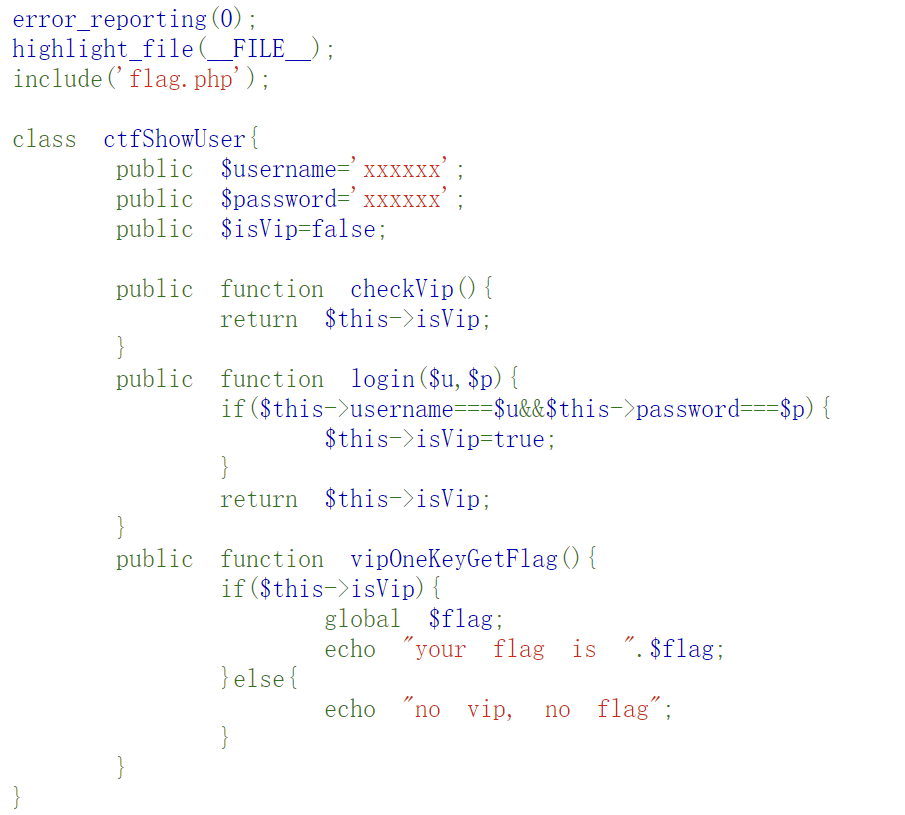 error_reporting(0);
highlight_file(__FILE__);
include('flag.php');

class ctfShowUser{
        public $username='xxxxxx';
        public $password='xxxxxx';
        public $isVip=false;

        public function checkVip(){
                return $this->isVip;
        }
        public function login($u,$p){
                if($this->username===$u&&$this->password===$p){
                        $this->isVip=true;
                }
                return $this->isVip;
        }
        public function vipOneKeyGetFlag(){
                if($this->isVip){
                        global $flag;
                        echo "your flag is ".$flag;
                }else{
                        echo "no vip, no flag";
                }
        }
}